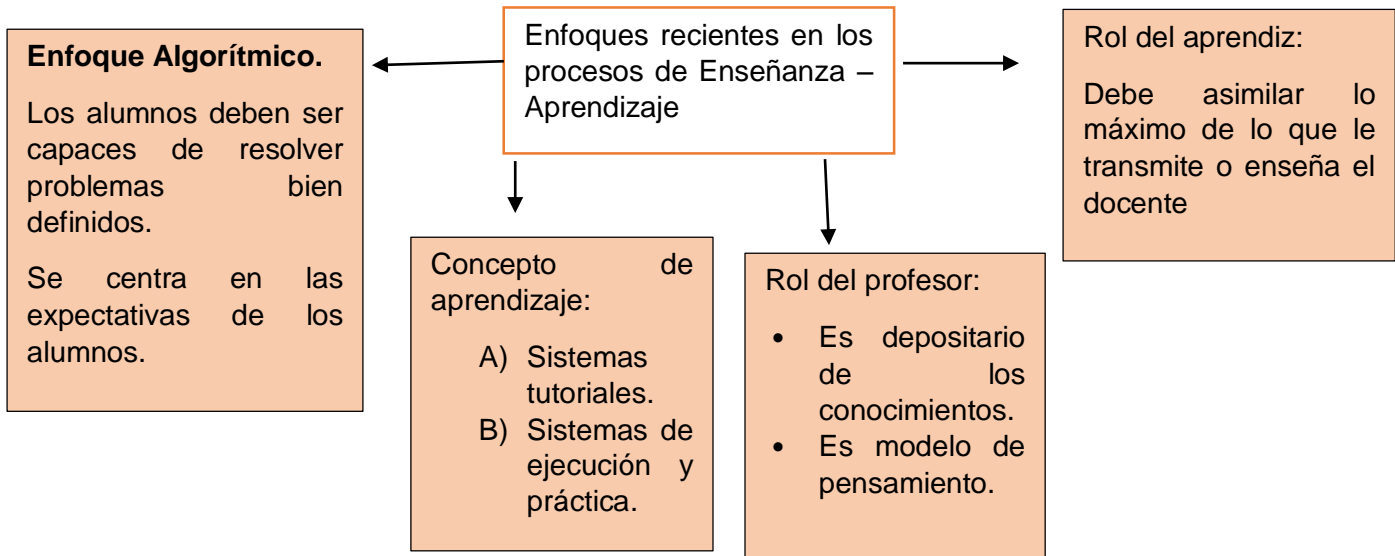 Enfoques recientes en los
procesos de Enseñanza –
Aprendizaje
Enfoque Algorítmico.
Los alumnos deben ser
capaces de resolver
problemas bien
definidos.
Se centra en las
expectativas de los
alumnos.
Concepto de
aprendizaje:
A) Sistemas
tutoriales.
B) Sistemas de
ejecución y
práctica.
Rol del profesor:
• Es depositario
de los
conocimientos.
• Es modelo de
pensamiento.
Rol del aprendiz:
Debe asimilar lo
máximo de lo que le
transmite o enseña el
docente